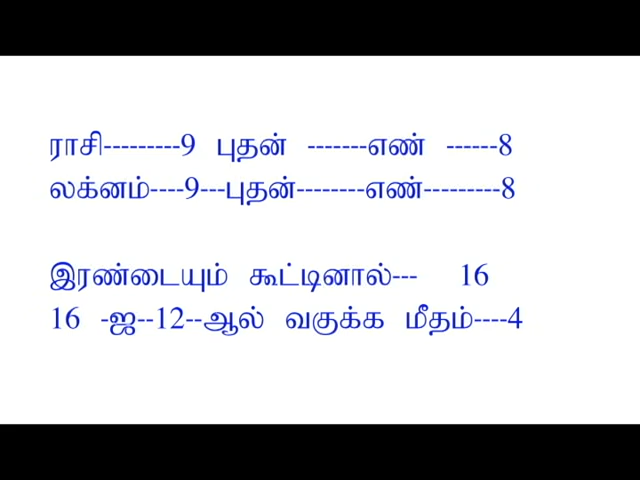 ராசி---------9 புதன் -------எண் ------8
லக்னம்----9---புதன்--------எண்---------8
இரண்டையும் கூட்டினால்--- 16
16 -ஐ--12--ஆல் வகுக்க மீதம்----4